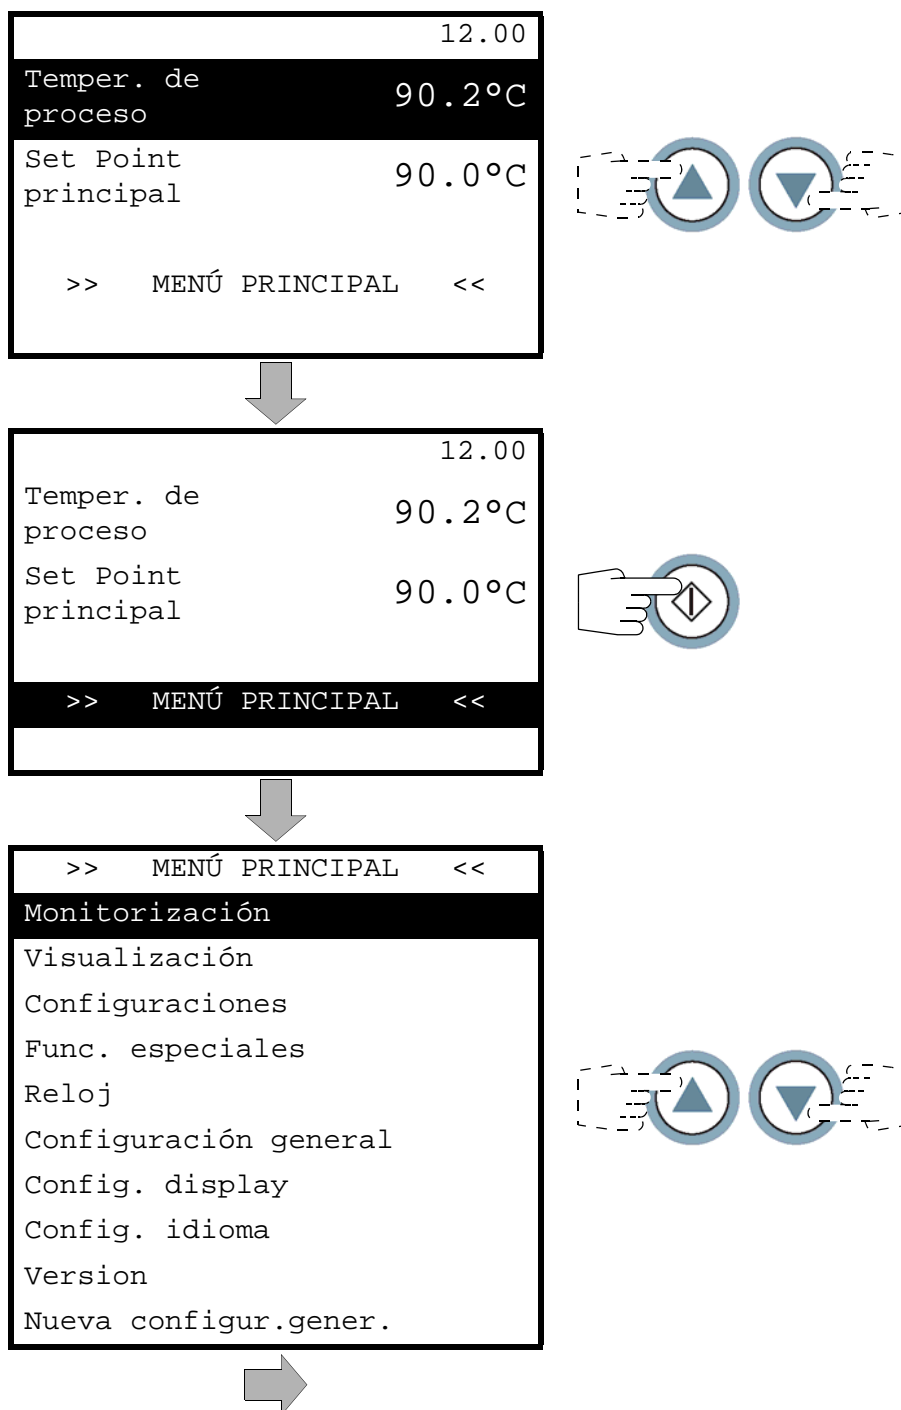 12.00
Temper. de
proceso
90.2°C
Set Point
principal
90.0°C
>> MENÚ PRINCIPAL <<
12.00
Temper. de
proceso
90.2°C
Set Point
principal
90.0°C
>> MENÚ PRINCIPAL <<
>> MENÚ PRINCIPAL <<
Monitorización
Visualización
Configuraciones
Func. especiales
Reloj
Configuración general
Config. display
Config. idioma
Version
Nueva configur.gener.